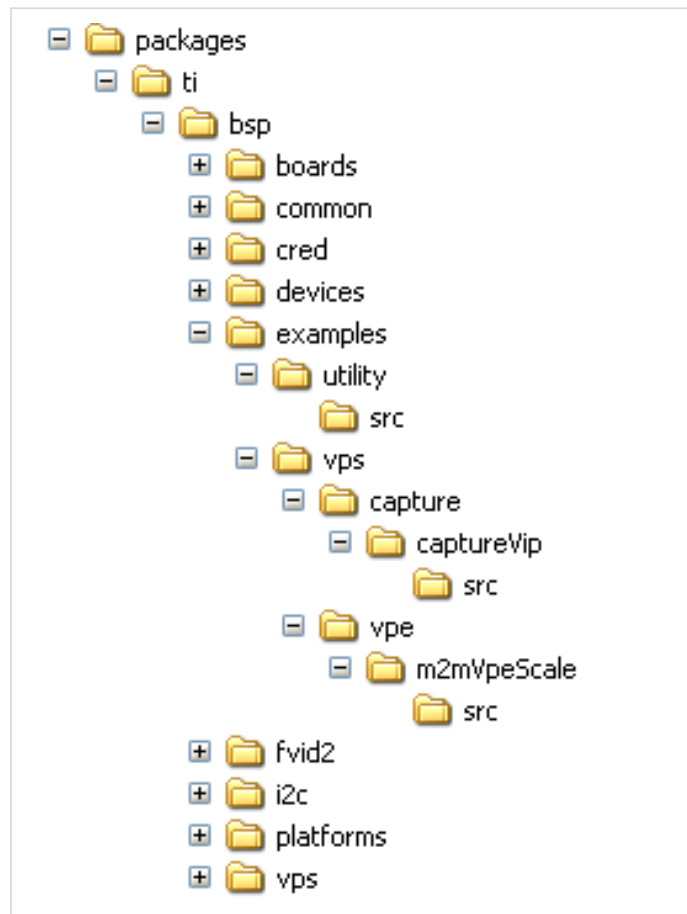 packages
ti
bsp
boards
common
cred
devices
examples
utility
src
vps
capture
captureVip
src
vpe
m2mVpeScale
src
fvid2
i2c
platforms
vps